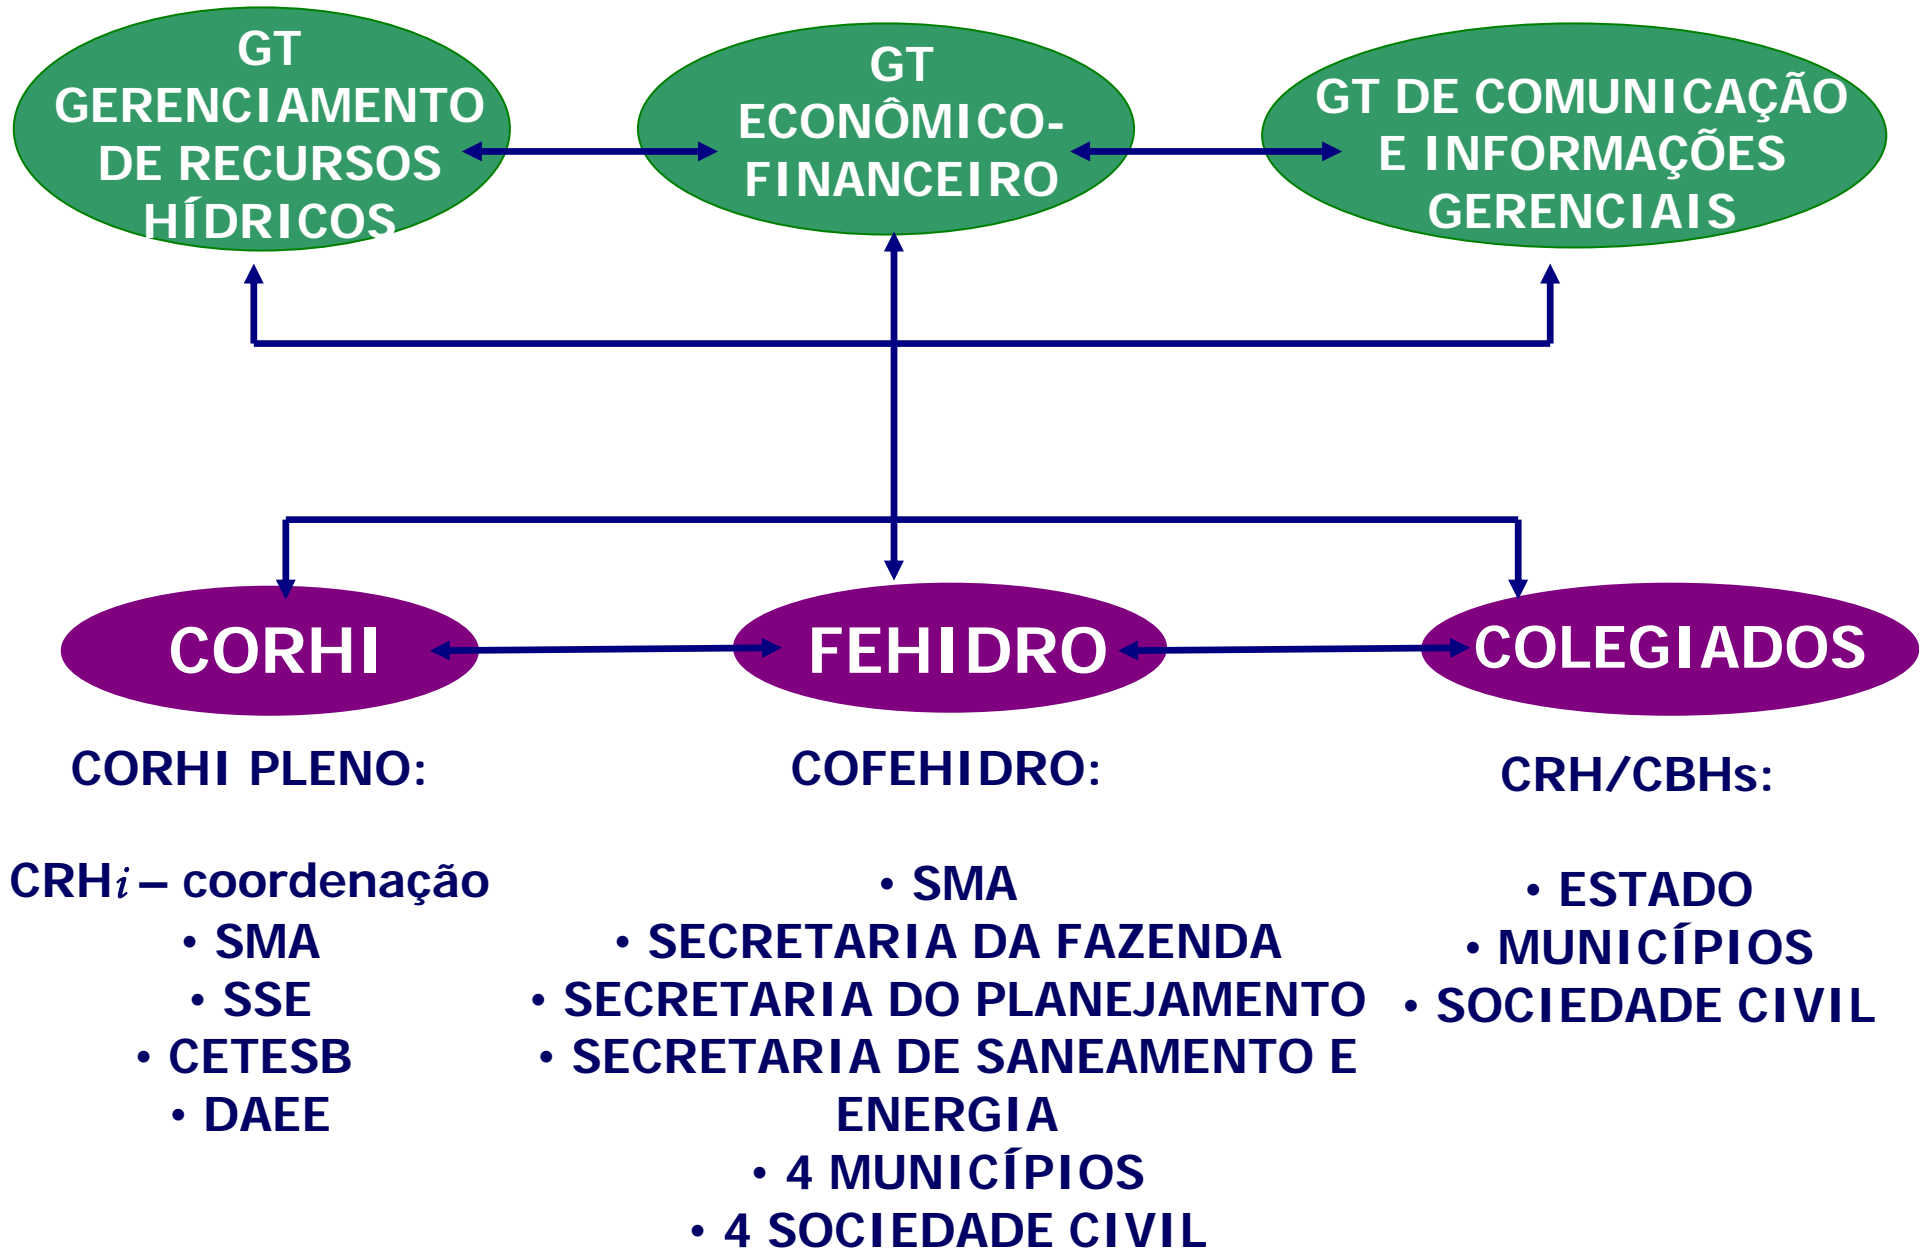 GT
GERENCIAMENTO
DE RECURSOS
HÍDRICOS
GT
ECONÔMICO-
FINANCEIRO
GT DE COMUNICAÇÃO
E INFORMAÇÕES
GERENCIAIS
CORHI
FEHIDRO
COLEGIADOS
CORHI PLENO:
CRHi – coordenação
• SMA
• SSE
• CETESB
• DAEE
COFEHIDRO:
• SMA
• SECRETARIA DA FAZENDA
• SECRETARIA DO PLANEJAMENTO
• SECRETARIA DE SANEAMENTO E
ENERGIA
• 4 MUNICÍPIOS
• 4 SOCIEDADE CIVIL
CRH/CBHs:
• ESTADO
• MUNICÍPIOS
• SOCIEDADE CIVIL